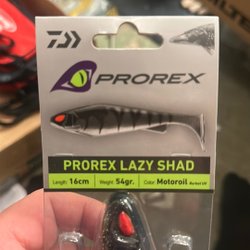 PROREX
PROREX LAZY SHAD
Length: 16cm Weight: 54gr. Color: Motoroil